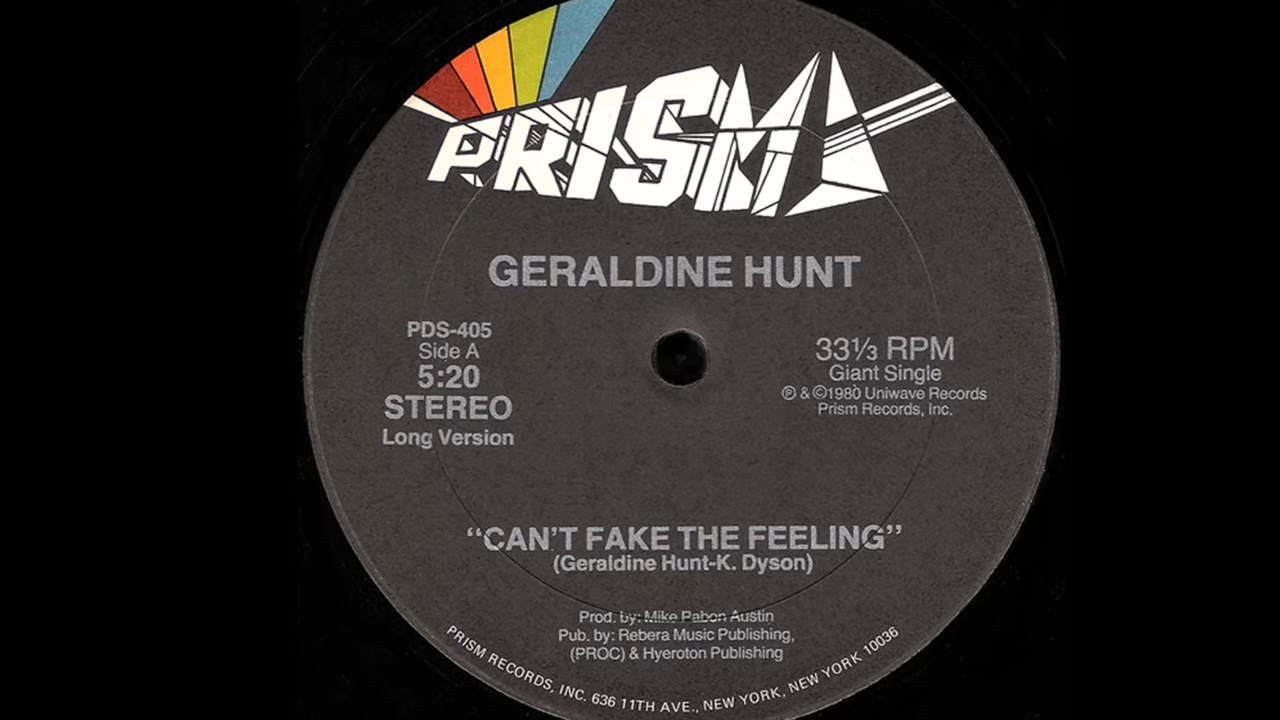 PRISM
GERALDINE HUNT
PDS-405
Side A
5:20
STEREO
Long Version
33⅓ RPM
Giant Single
℗ & ©1980 Uniwave Records
Prism Records, Inc.
“CAN'T FAKE THE FEELING”
(Geraldine Hunt-K. Dyson)
Prod. by: Mike Pabon Austin
Pub. by: Rebera Music Publishing,
(PROC) & Hyeroton Publishing
PRISM RECORDS, INC. 636 11TH AVE., NEW YORK, NEW YORK 10036